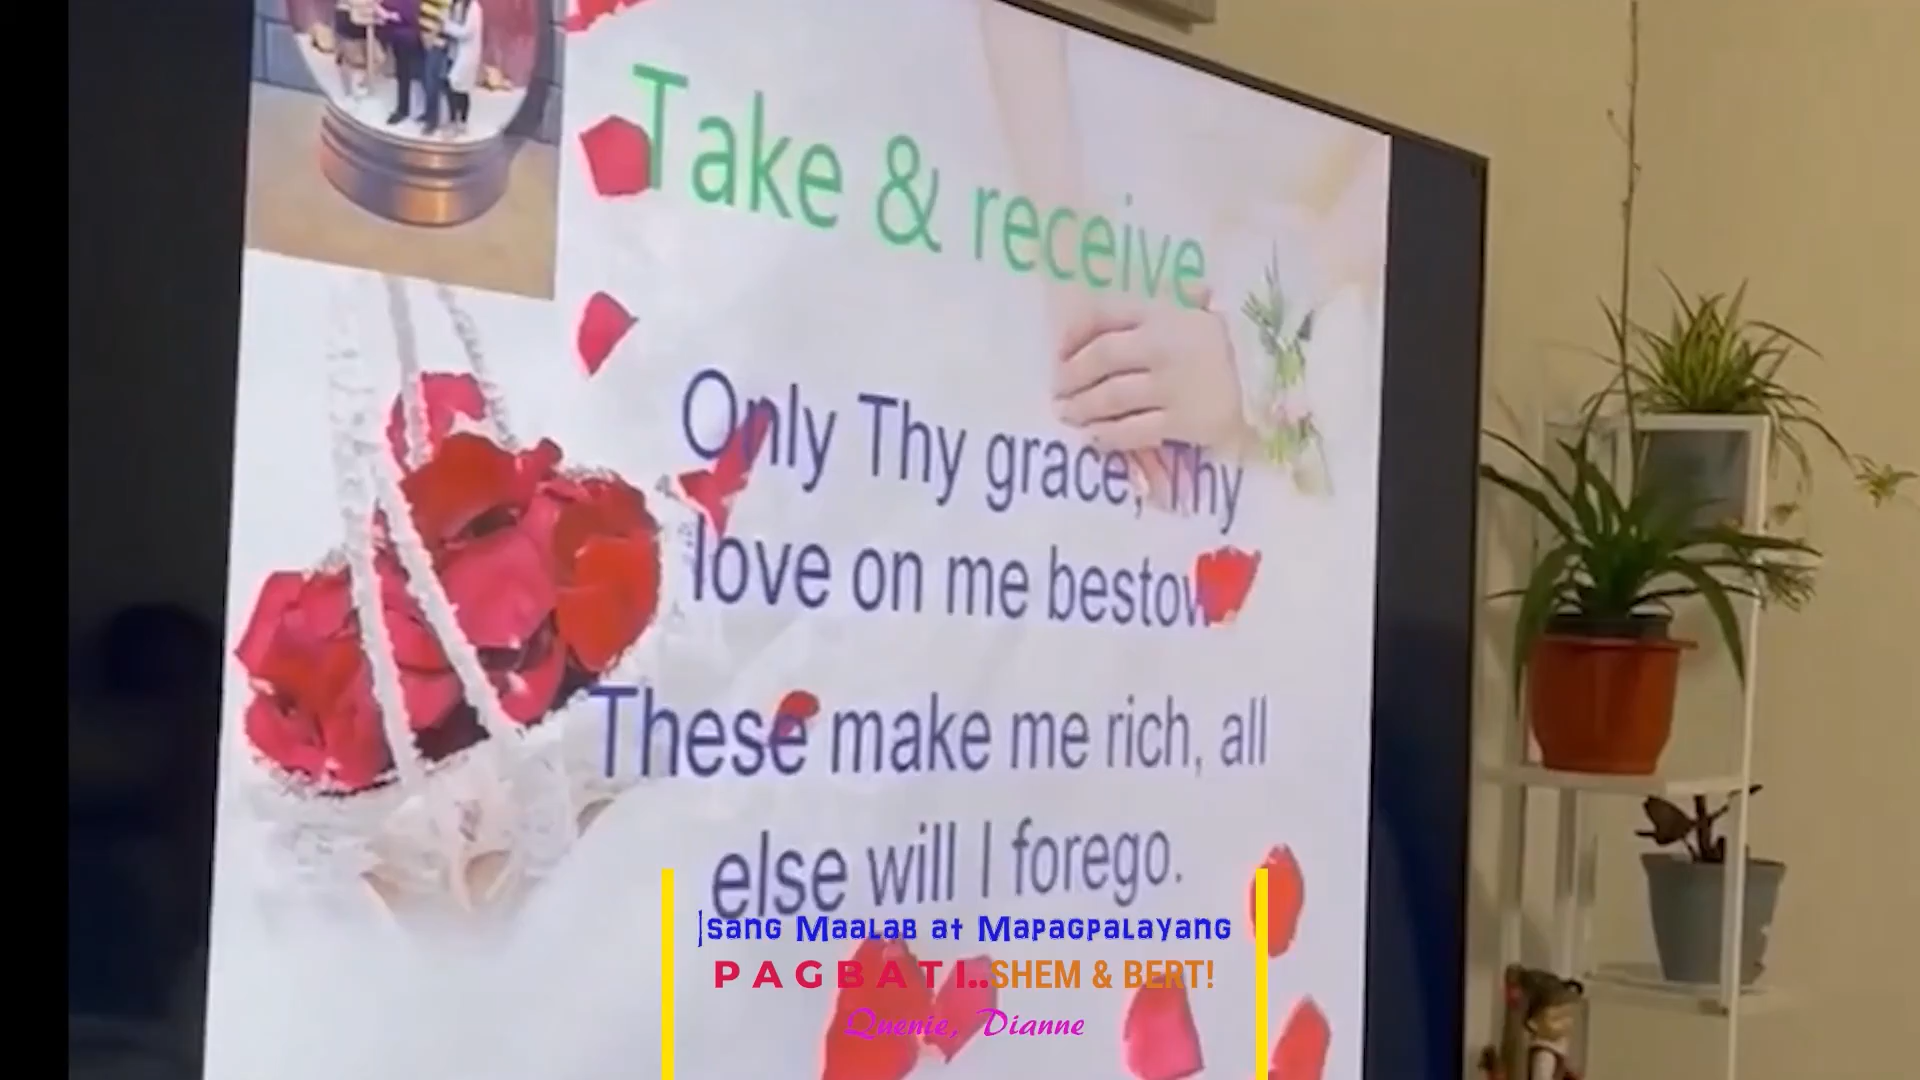 Take & receive
Only Thy grace, Thy
love on me bestow
These make me rich, all
else will I forego.
Isang Maalab at Mapagpalayang
PAGBATI..SHEM & BERT!
Quenie, Dianne